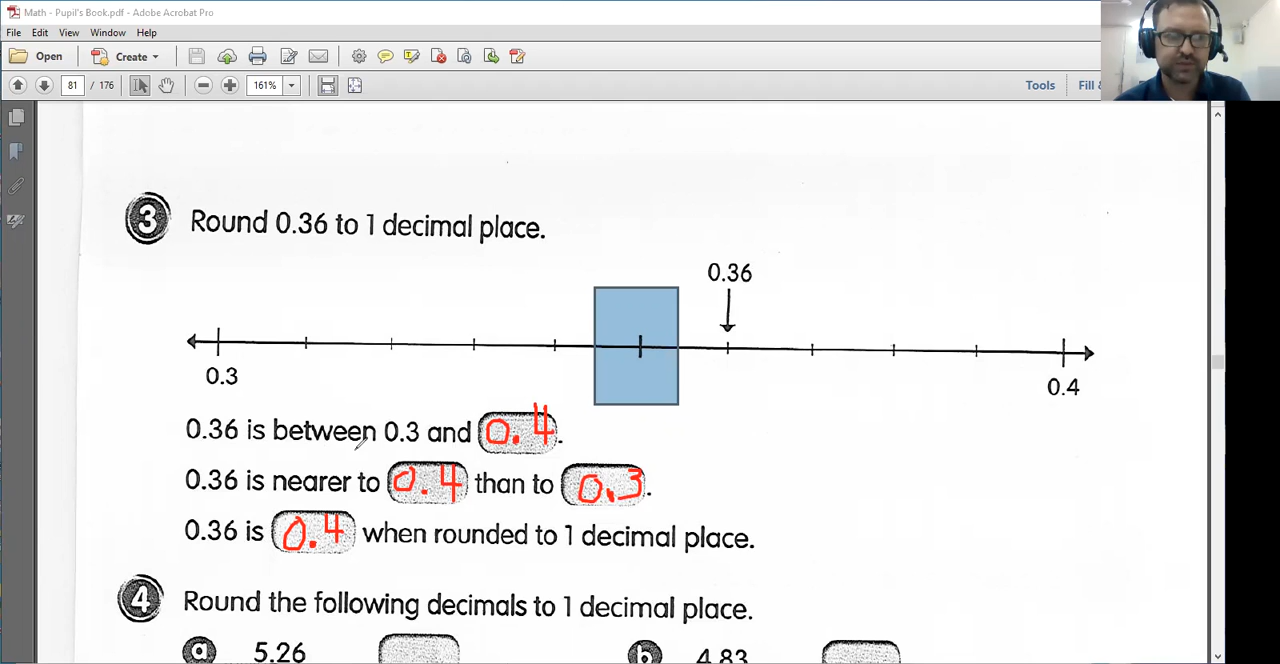 Math - Pupil's Book.pdf - Adobe Acrobat Pro
File Edit View Window Help
Open Create
81 / 176 161% Tools Fill &
3 Round 0.36 to 1 decimal place.
0.36
0.3
0.4
0.36 is between 0.3 and 0.4.
0.36 is nearer to 0.4 than to 0.3.
0.36 is 0.4 when rounded to 1 decimal place.
4 Round the following decimals to 1 decimal place.
a 5.26 b 4.83